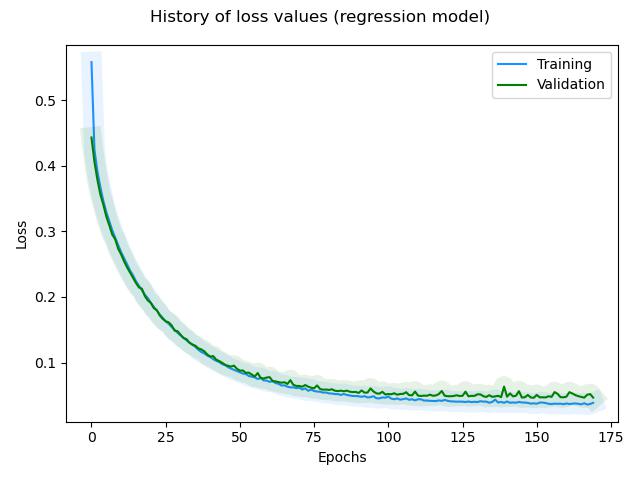 History of loss values (regression model)
Training
Validation
0.5
0.4
0.3
0.2
0.1
Loss
0 25 50 75 100 125 150 175
Epochs